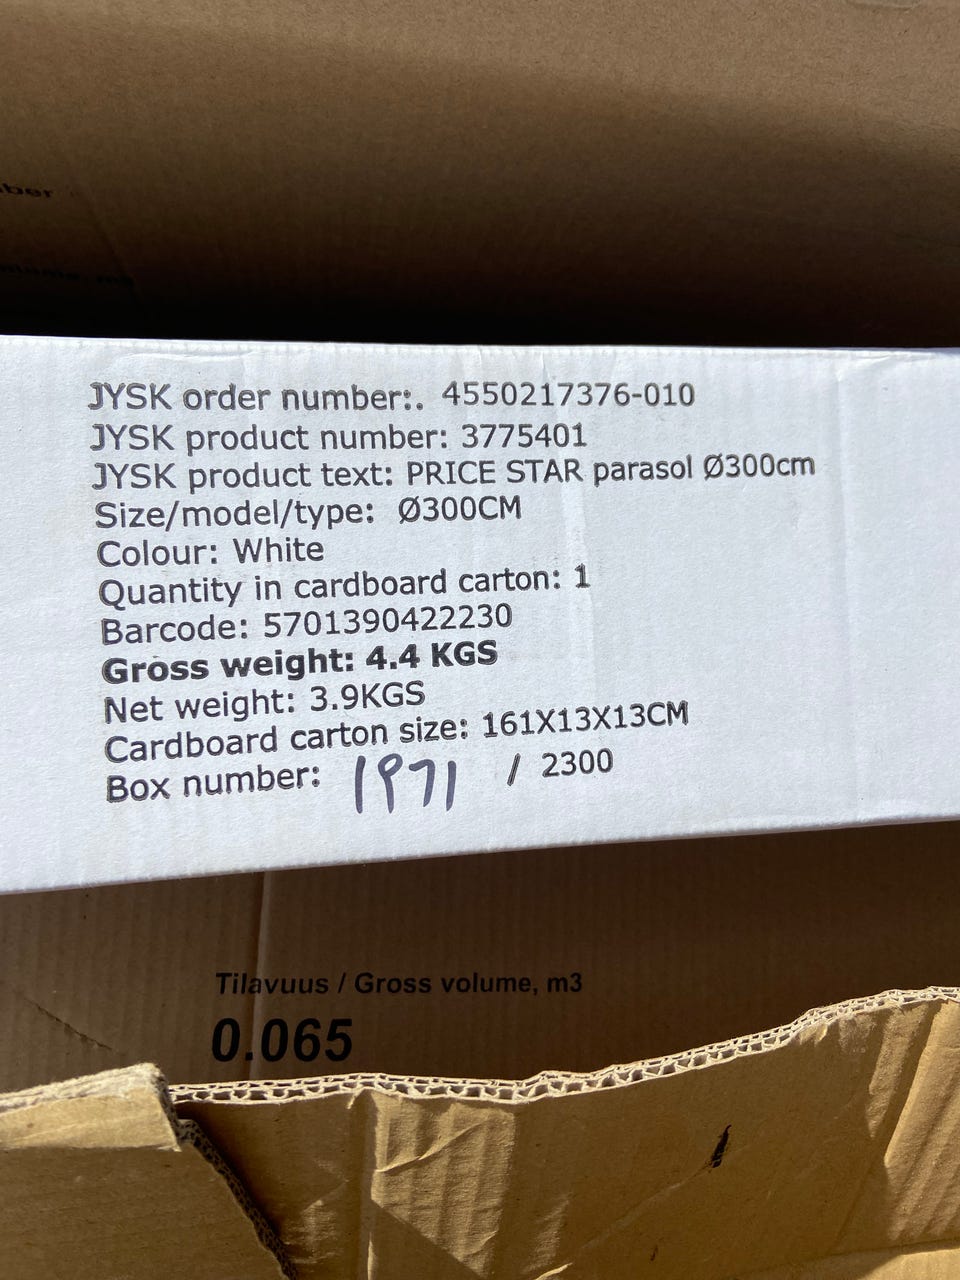 JYSK order number:. 4550217376-010
JYSK product number: 3775401
JYSK product text: PRICE STAR parasol Ø300cm
Size/model/type: Ø300CM
Colour: White
Quantity in cardboard carton: 1
Barcode: 5701390422230
Gross weight: 4.4 KGS
Net weight: 3.9KGS
Cardboard carton size: 161X13X13CM
Box number: 1971 / 2300
Tilavuus / Gross volume, m3
0.065